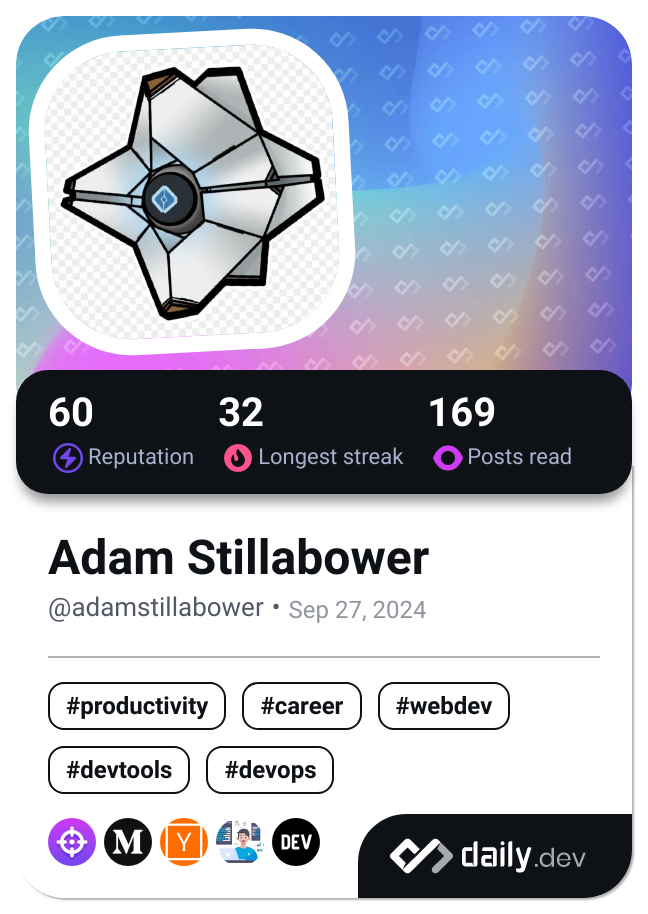 60 32 169
Reputation Longest streak Posts read
Adam Stillabower
@adamstillabower • Sep 27, 2024
#productivity #career #webdev
#devtools #devops
M Y DEV
daily.dev